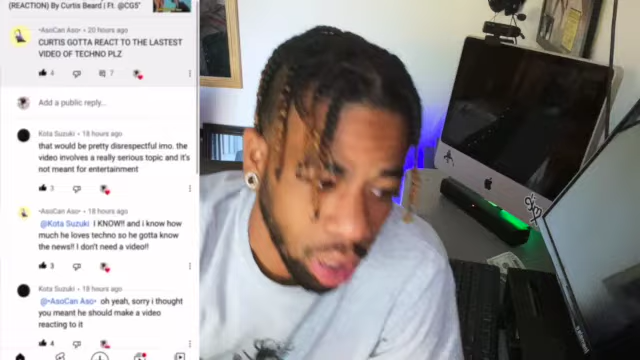 (REACTION) By Curtis Beard | Ft. @CGS"
•AsoCan Aso• • 20 hours ago
CURTIS GOTTA REACT TO THE LASTEST
VIDEO OF TECHNO PLZ
4
7
Add a public reply...
Kota Suzuki • 18 hours ago
that would be pretty disrespectful imo. the
video involves a really serious topic and it's
not meant for entertainment
3
•AsoCan Aso• • 18 hours ago
@Kota Suzuki I KNOW!! and i know how
much he loves techno so he gotta know
the news!! I don't need a video!!
3
Kota Suzuki • 18 hours ago
@•AsoCan Aso• oh yeah, sorry i thought
you meant he should make a video
reacting to it
4